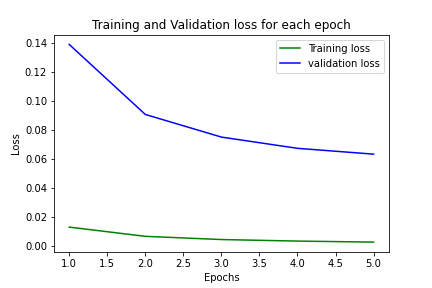 Training and Validation loss for each epoch
Training loss
validation loss
0.14
0.12
0.10
0.08
0.06
0.04
0.02
0.00
Loss
1.0 1.5 2.0 2.5 3.0 3.5 4.0 4.5 5.0
Epochs